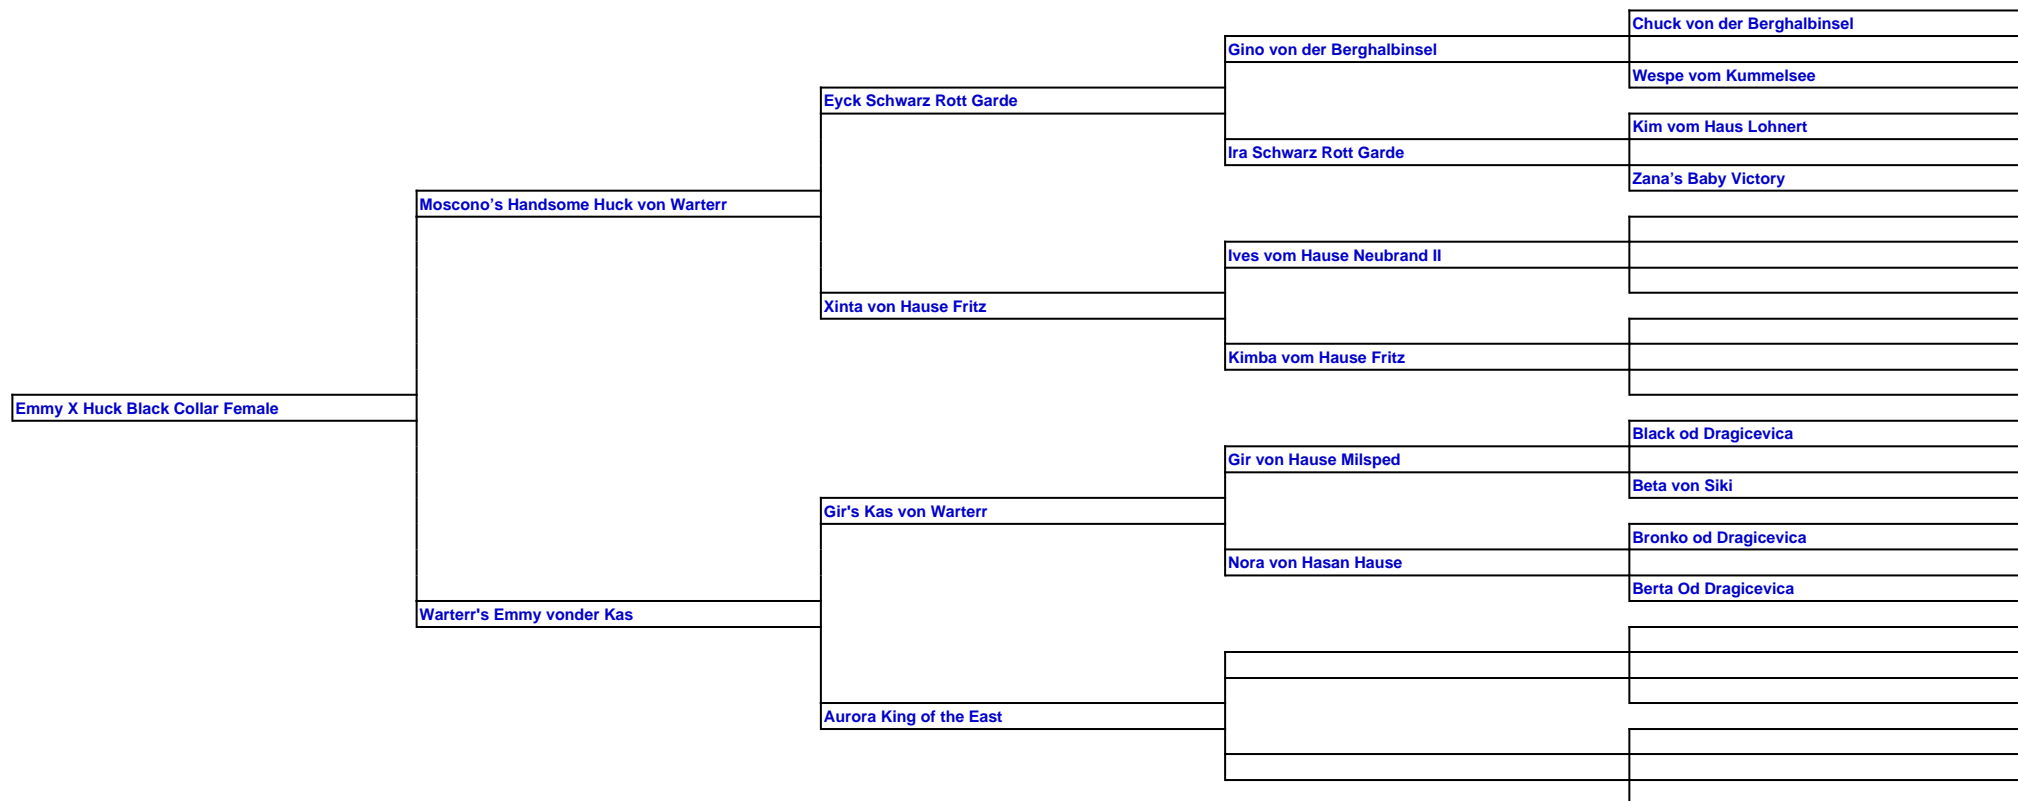 Chuck von der Berghalbinsel
Gino von der Berghalbinsel
Wespe vom Kummelsee
Eyck Schwarz Rott Garde
Kim vom Haus Lohnert
Ira Schwarz Rott Garde
Zana’s Baby Victory
Moscono’s Handsome Huck von Warterr
Ives vom Hause Neubrand II
Xinta von Hause Fritz
Kimba vom Hause Fritz
Emmy X Huck Black Collar Female
Black od Dragicevica
Gir von Hause Milsped
Beta von Siki
Gir's Kas von Warterr
Bronko od Dragicevica
Nora von Hasan Hause
Berta Od Dragicevica
Warterr's Emmy vonder Kas
Aurora King of the East